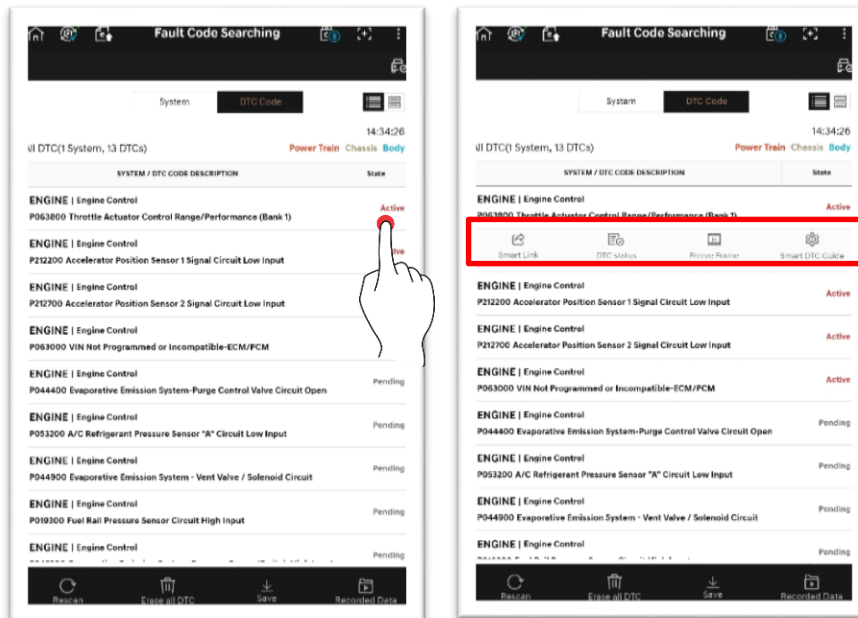 Fault Code Searching
System
DTC Code
14:34:26
All DTC(1 System, 13 DTCs)
Power Train Chassis Body
SYSTEM / DTC CODE DESCRIPTION
State
ENGINE | Engine Control
P063800 Throttle Actuator Control Range/Performance (Bank 1)
Active
ENGINE | Engine Control
P212200 Accelerator Position Sensor 1 Signal Circuit Low Input
ENGINE | Engine Control
P212700 Accelerator Position Sensor 2 Signal Circuit Low Input
ENGINE | Engine Control
P063000 VIN Not Programmed or Incompatible-ECM/PCM
ENGINE | Engine Control
P044400 Evaporative Emission System-Purge Control Valve Circuit Open
Pending
ENGINE | Engine Control
P053200 A/C Refrigerant Pressure Sensor "A" Circuit Low Input
Pending
ENGINE | Engine Control
P044900 Evaporative Emission System - Vent Valve / Solenoid Circuit
Pending
ENGINE | Engine Control
P019300 Fuel Rail Pressure Sensor Circuit High Input
Pending
ENGINE | Engine Control
Pending
Rescan
Erase all DTC
Save
Recorded Data
Fault Code Searching
System
DTC Code
14:34:26
All DTC(1 System, 13 DTCs)
Power Train Chassis Body
SYSTEM / DTC CODE DESCRIPTION
State
ENGINE | Engine Control
P063800 Throttle Actuator Control Range/Performance (Bank 1)
Active
Smart Link
DTC status
Freeze Frame
Smart DTC Guide
ENGINE | Engine Control
P212200 Accelerator Position Sensor 1 Signal Circuit Low Input
Active
ENGINE | Engine Control
P212700 Accelerator Position Sensor 2 Signal Circuit Low Input
Active
ENGINE | Engine Control
P063000 VIN Not Programmed or Incompatible-ECM/PCM
Active
ENGINE | Engine Control
P044400 Evaporative Emission System-Purge Control Valve Circuit Open
Pending
ENGINE | Engine Control
P053200 A/C Refrigerant Pressure Sensor "A" Circuit Low Input
Pending
ENGINE | Engine Control
P044900 Evaporative Emission System - Vent Valve / Solenoid Circuit
Pending
ENGINE | Engine Control
Pending
Rescan
Erase all DTC
Save
Recorded Data